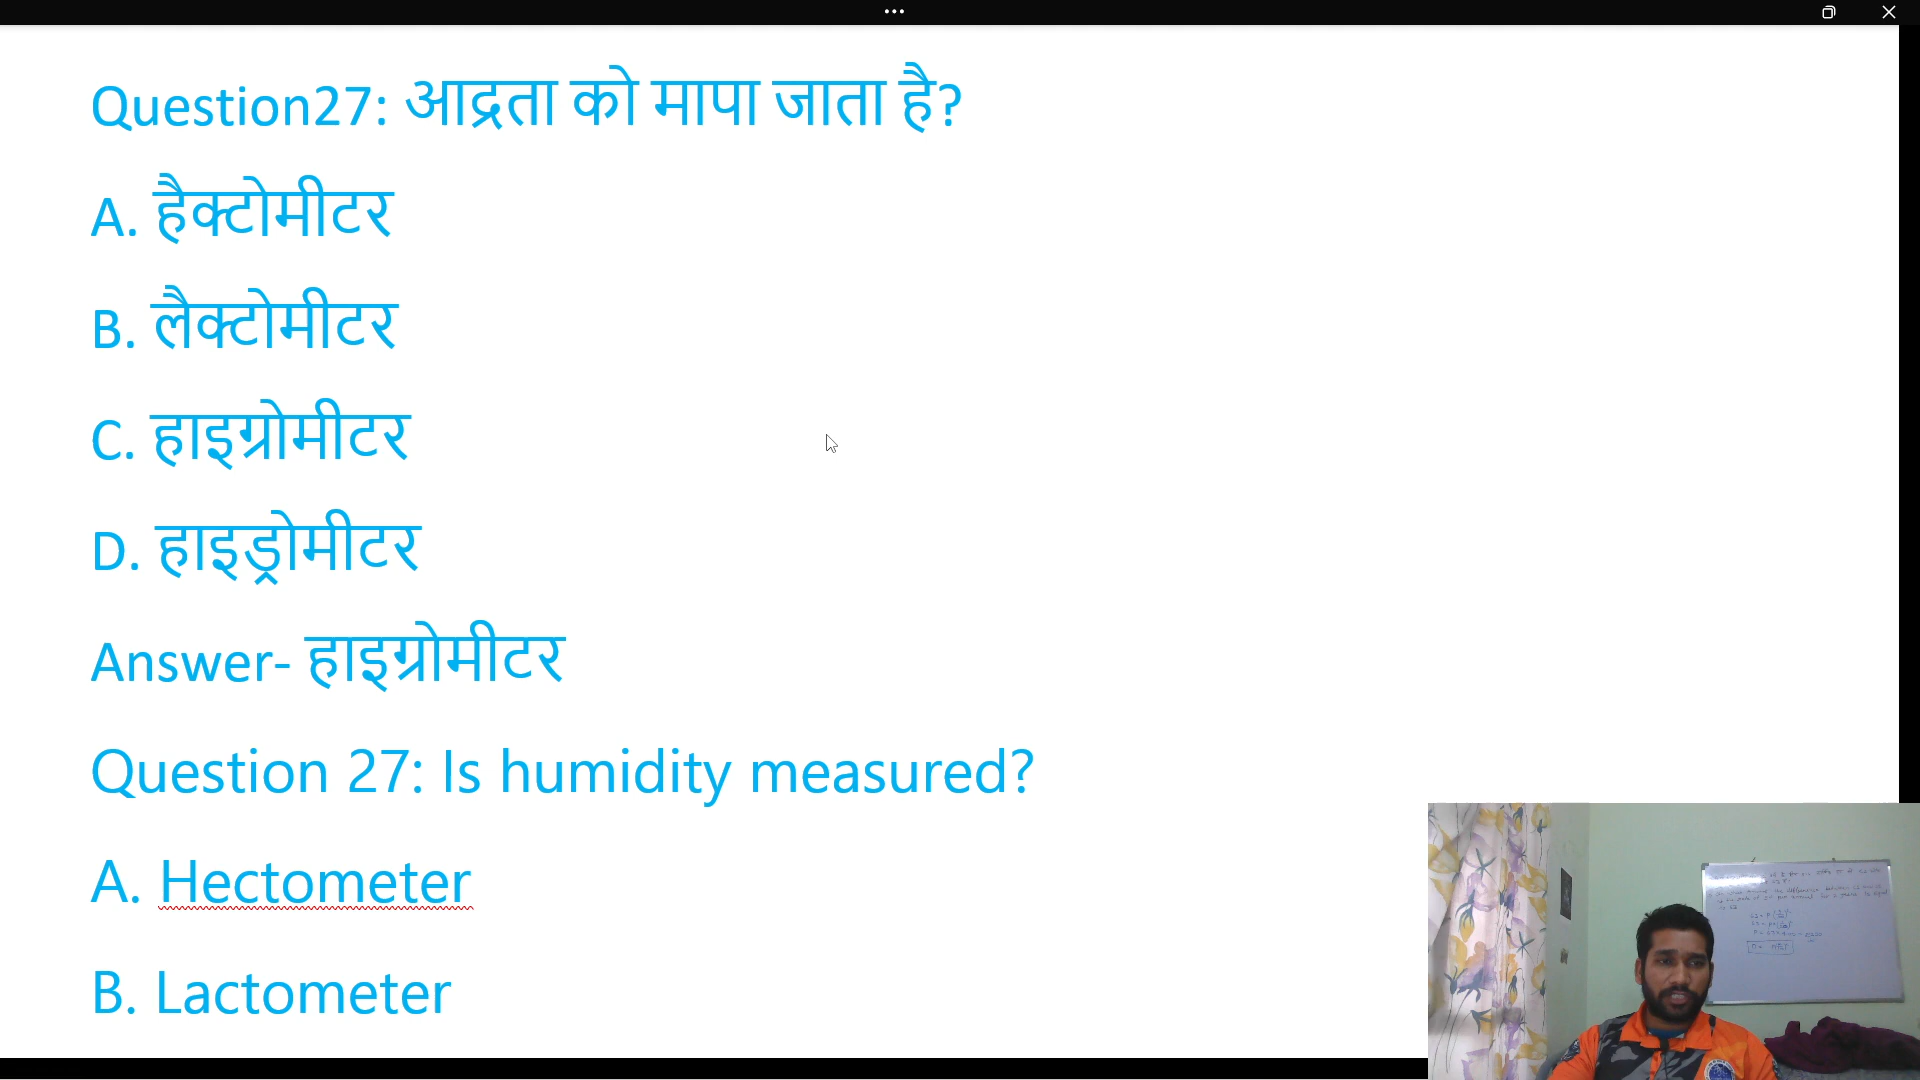 Question27: आद्रता को मापा जाता है?
A. हैक्टोमीटर
B. लैक्टोमीटर
C. हाइग्रोमीटर
D. हाइड्रोमीटर
Answer- हाइग्रोमीटर
Question 27: Is humidity measured?
A. Hectometer
B. Lactometer